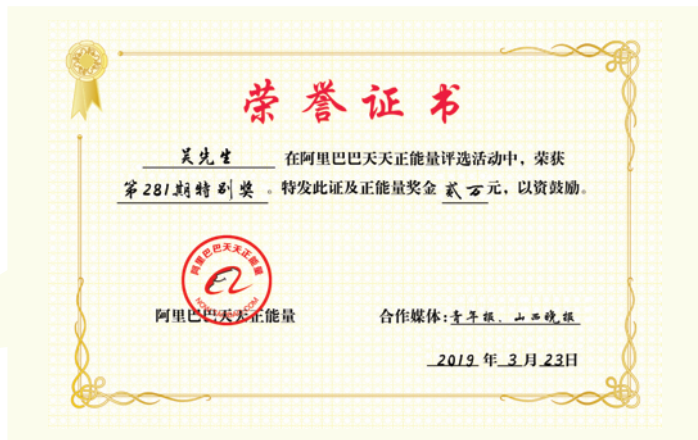 荣誉证书
吴先生 在阿里巴巴天天正能量评选活动中，荣获
第281期特别奖 。特发此证及正能量奖金 贰万元，以资鼓励。
阿里巴巴天天正能量
阿里巴巴天天正能量 合作媒体:青年报、山西晚报
2019 年 3 月 23日